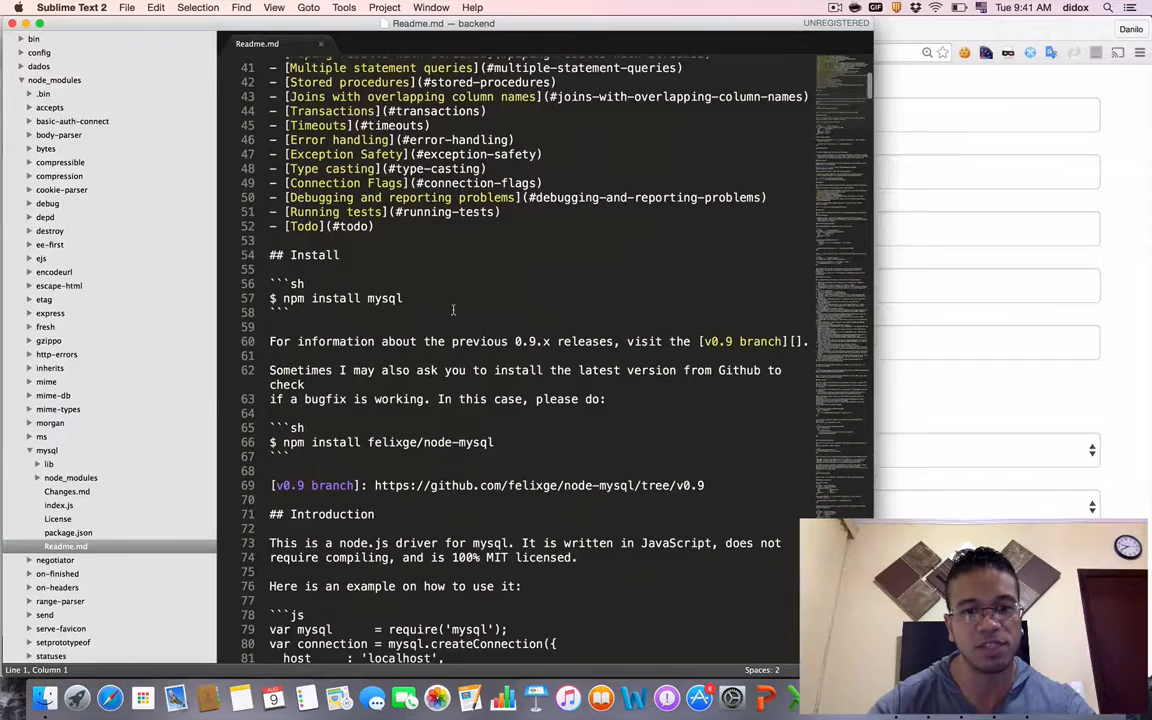 Sublime Text 2 File Edit Selection Find View Goto Tools Project Window Help
Tue 9:41 AM didox
Readme.md — backend
UNREGISTERED
Danilo
bin
config
dados
node_modules
.bin
accepts
basic-auth-connect
body-parser
bytes
compressible
compression
cookie-parser
debug
depd
destroy
ee-first
ejs
encodeurl
escape-html
etag
express
fresh
gzippo
http-errors
inherits
mime
mime-db
mime-types
morgan
ms
mysql
lib
node_modules
Changes.md
index.js
License
package.json
Readme.md
negotiator
on-finished
on-headers
range-parser
send
serve-favicon
setprototypeof
statuses
Readme.md
41 - [Multiple statement queries](#multiple-statement-queries)
42 - [Stored procedures](#stored-procedures)
43 - [Joins with overlapping column names](#joins-with-overlapping-column-names)
44 - [Transactions](#transactions)
45 - [Timeouts](#timeouts)
46 - [Error handling](#error-handling)
47 - [Exception Safety](#exception-safety)
48 - [Type casting](#type-casting)
49 - [Connection Flags](#connection-flags)
50 - [Debugging and reporting problems](#debugging-and-reporting-problems)
51 - [Running tests](#running-tests)
52 - [Todo](#todo)
53
54 ## Install
55
56 ```sh
57 $ npm install mysql
58 ```
59
60 For information about the previous 0.9.x releases, visit the [v0.9 branch][].
61
62 Sometimes I may also ask you to install the latest version from Github to
check
63 if a bugfix is working. In this case, please do:
64
65 ```sh
66 $ npm install felixge/node-mysql
67 ```
68
69 [v0.9 branch]: https://github.com/felixge/node-mysql/tree/v0.9
70
71 ## Introduction
72
73 This is a node.js driver for mysql. It is written in JavaScript, does not
74 require compiling, and is 100% MIT licensed.
75
76 Here is an example on how to use it:
77
78 ```js
79 var mysql = require('mysql');
80 var connection = mysql.createConnection({
81 host : 'localhost',
Line 1, Column 1
Spaces: 2